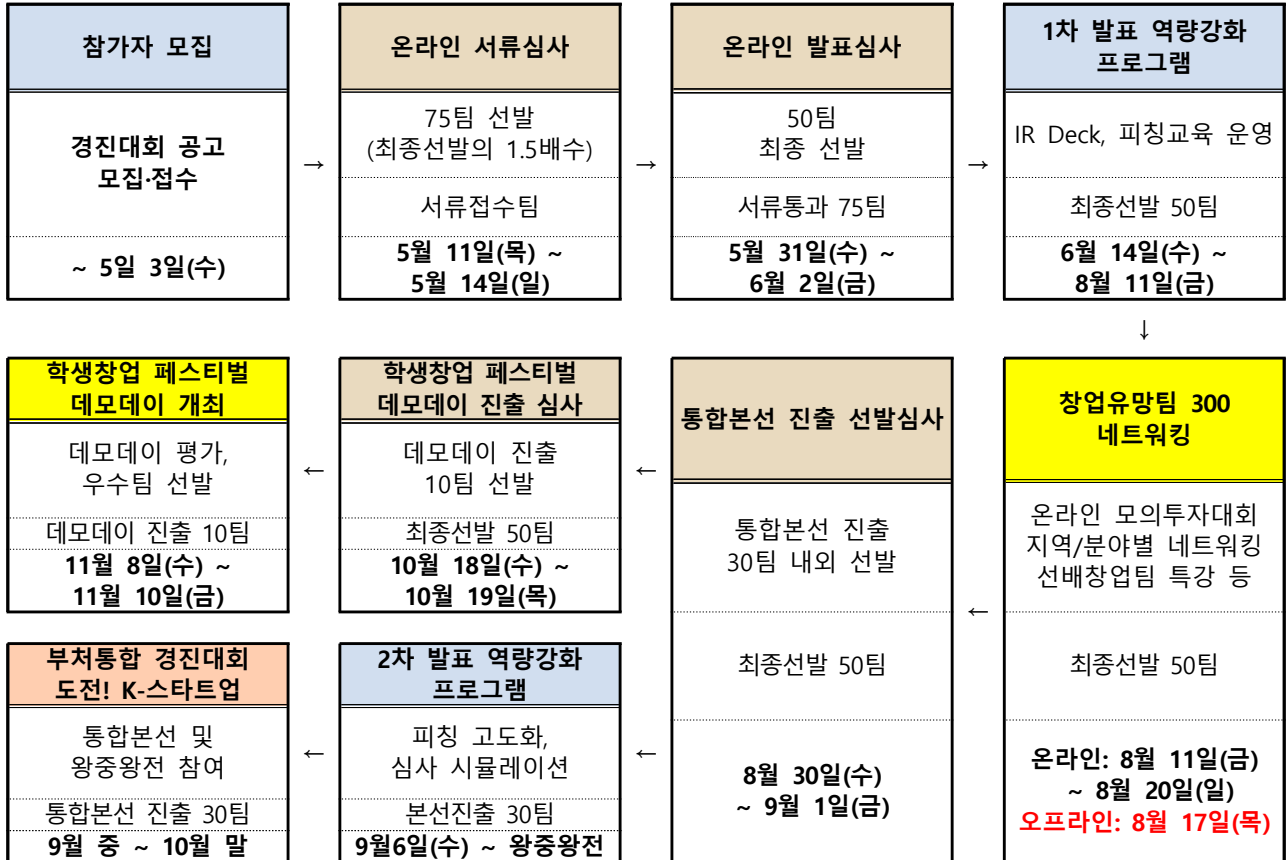 참가자 모집
경진대회 공고
모집·접수
~ 5일 3일(수)
→
온라인 서류심사
75팀 선발
(최종선발의 1.5배수)
서류접수팀
5월 11일(목) ~
5월 14일(일)
→
온라인 발표심사
50팀
최종 선발
서류통과 75팀
5월 31일(수) ~
6월 2일(금)
→
1차 발표 역량강화
프로그램
IR Deck, 피칭교육 운영
최종선발 50팀
6월 14일(수) ~
8월 11일(금)
↓
창업유망팀 300
네트워킹
온라인 모의투자대회
지역/분야별 네트워킹
선배창업팀 특강 등
최종선발 50팀
온라인: 8월 11일(금)
~ 8월 20일(일)
오프라인: 8월 17일(목)
←
통합본선 진출 선발심사
통합본선 진출
30팀 내외 선발
최종선발 50팀
8월 30일(수)
~ 9월 1일(금)
←
학생창업 페스티벌
데모데이 진출 심사
데모데이 진출
10팀 선발
최종선발 50팀
10월 18일(수) ~
10월 19일(목)
←
학생창업 페스티벌
데모데이 개최
데모데이 평가,
우수팀 선발
데모데이 진출 10팀
11월 8일(수) ~
11월 10일(금)
←
2차 발표 역량강화
프로그램
피칭 고도화,
심사 시뮬레이션
본선진출 30팀
9월6일(수) ~ 왕중왕전
←
부처통합 경진대회
도전! K-스타트업
통합본선 및
왕중왕전 참여
통합본선 진출 30팀
9월 중 ~ 10월 말